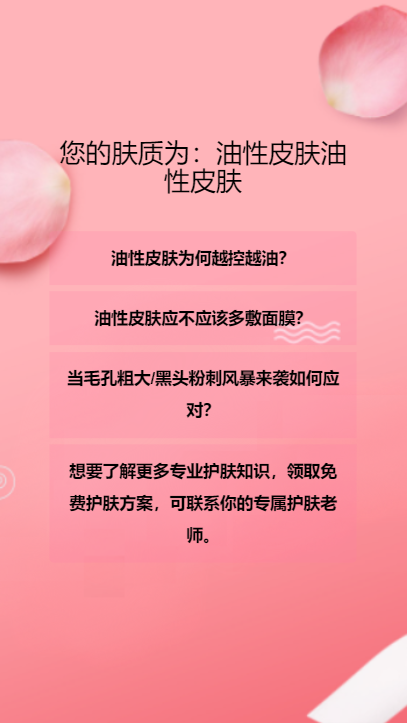 您的肤质为：油性皮肤油
性皮肤
油性皮肤为何越控越油？
油性皮肤应不应该多敷面膜？
当毛孔粗大/黑头粉刺风暴来袭如何应
对？
想要了解更多专业护肤知识，领取免
费护肤方案，可联系你的专属护肤老
师。